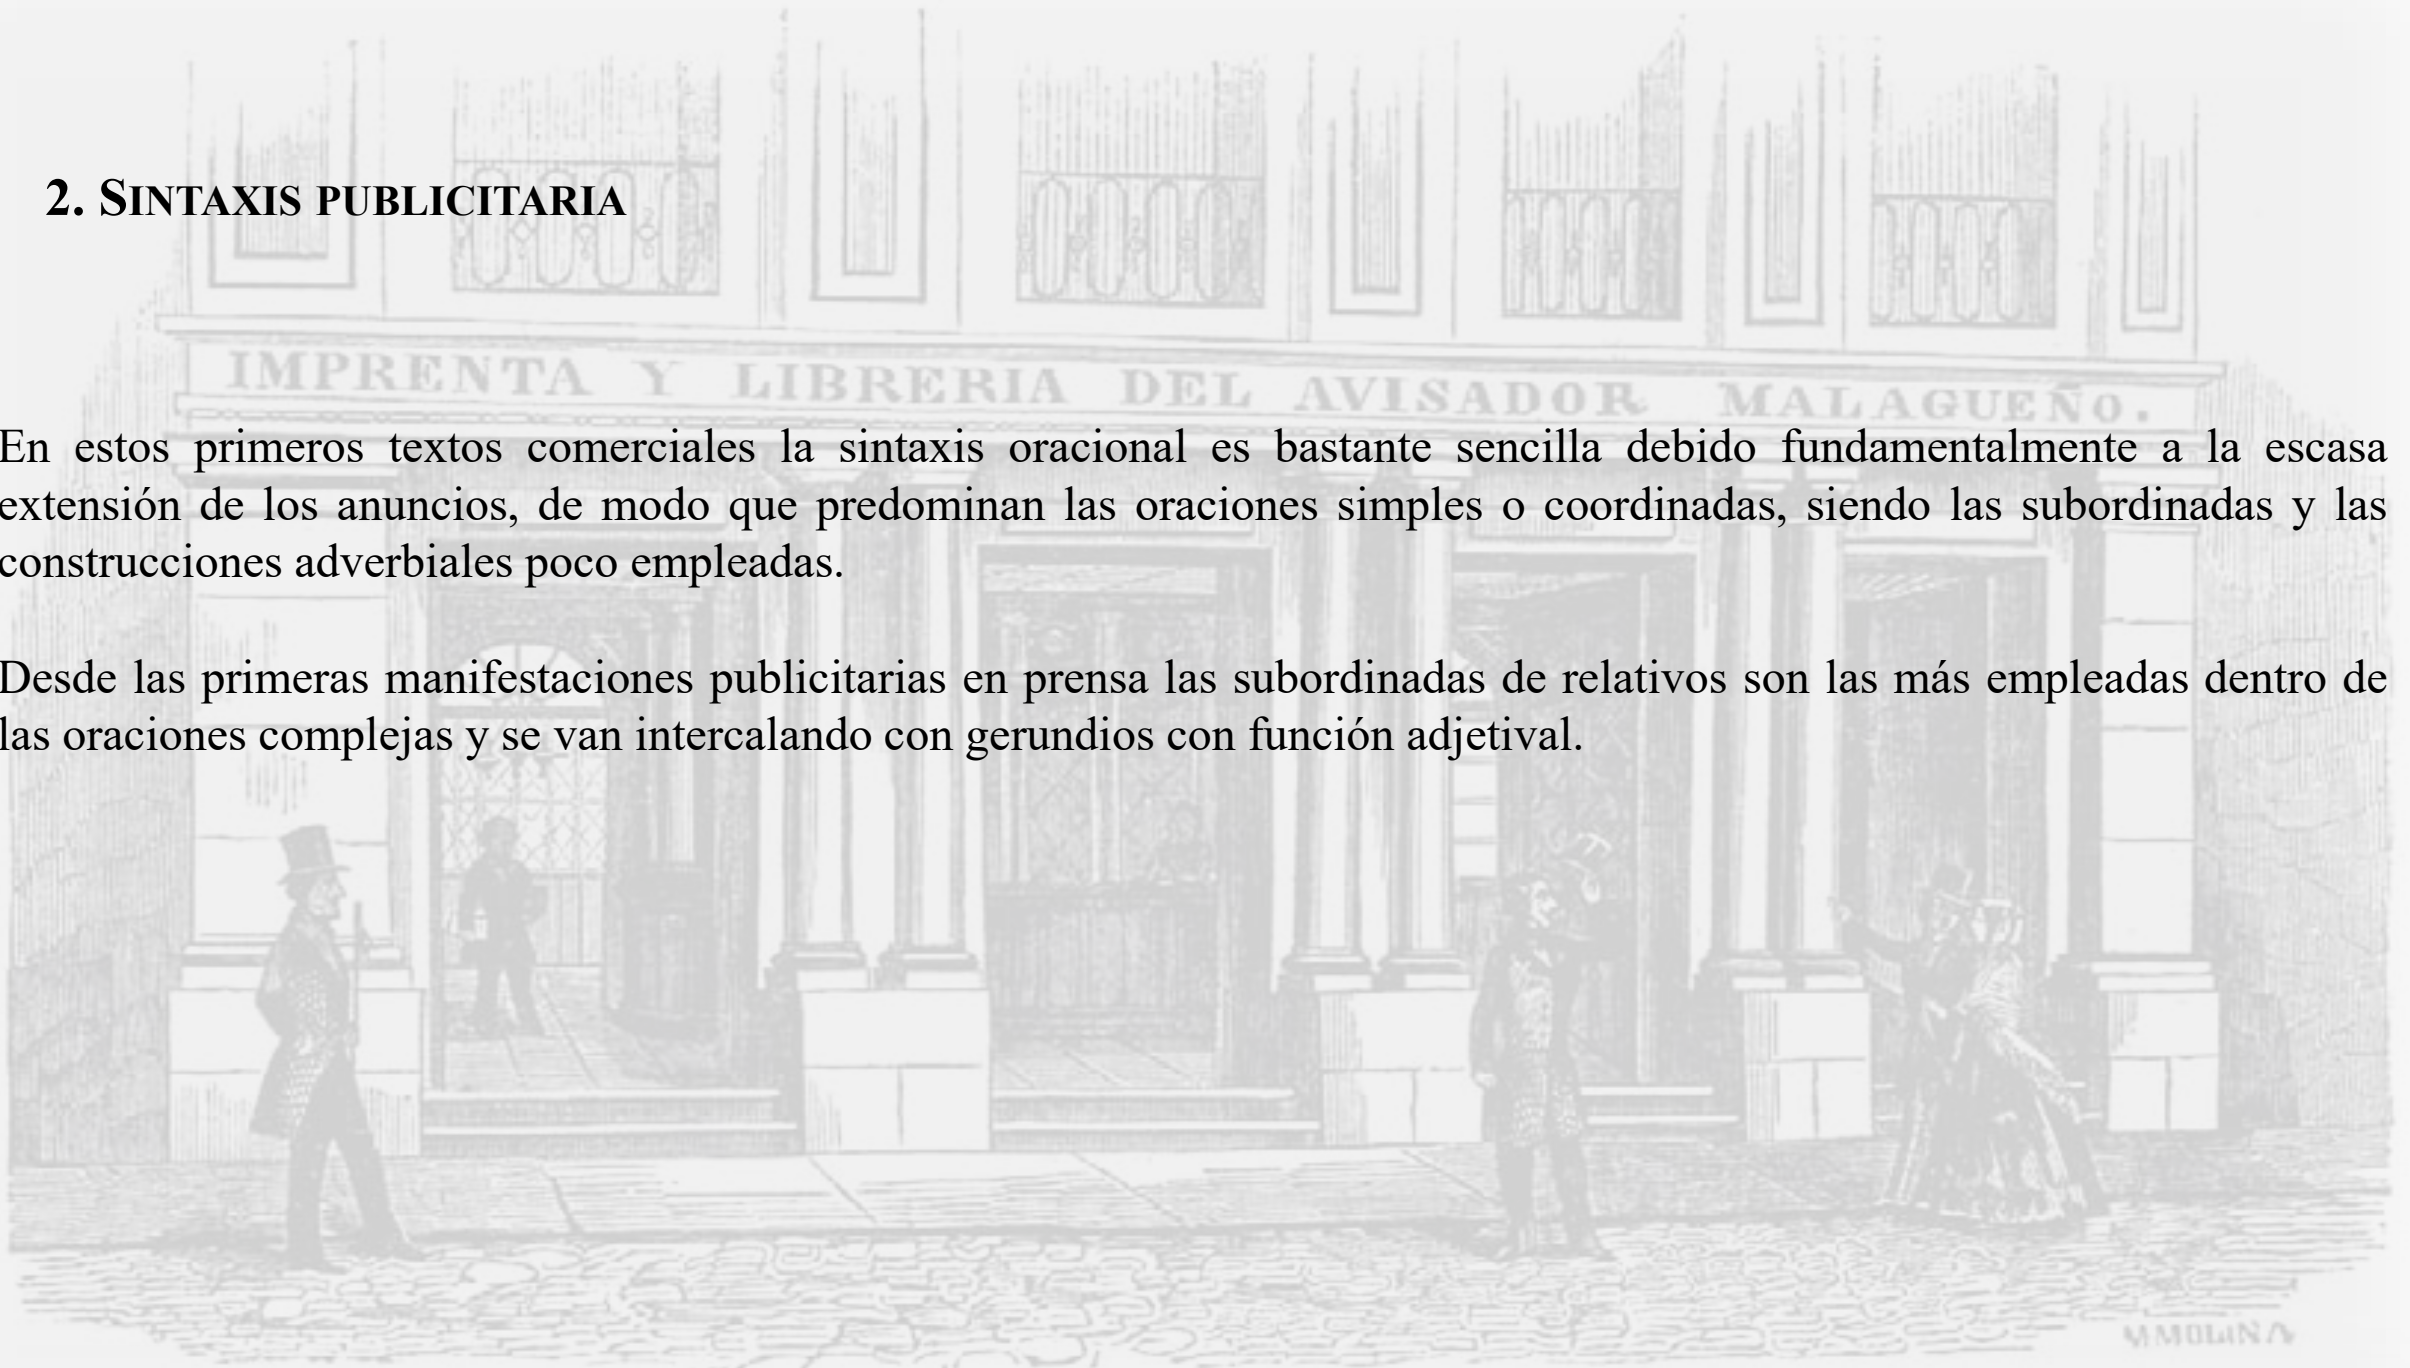 2. SINTAXIS PUBLICITARIA
IMPRENTA Y LIBRERIA DEL AVISADOR MALAGUEÑO.
En estos primeros textos comerciales la sintaxis oracional es bastante sencilla debido fundamentalmente a la escasa
extensión de los anuncios, de modo que predominan las oraciones simples o coordinadas, siendo las subordinadas y las
construcciones adverbiales poco empleadas.
Desde las primeras manifestaciones publicitarias en prensa las subordinadas de relativos son las más empleadas dentro de
las oraciones complejas y se van intercalando con gerundios con función adjetival.
M MOLINA